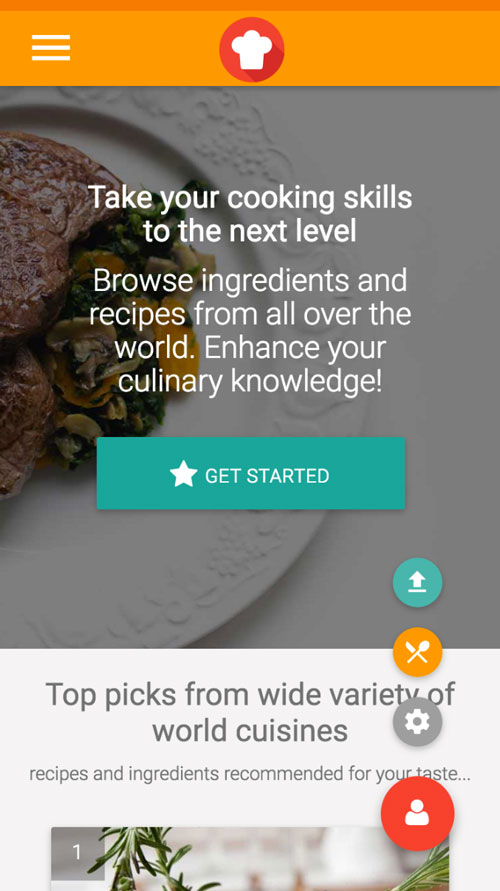 Take your cooking skills
to the next level
Browse ingredients and
recipes from all over the
world. Enhance your
culinary knowledge!
GET STARTED
Top picks from wide variety of
world cuisines
recipes and ingredients recommended for your taste...
1